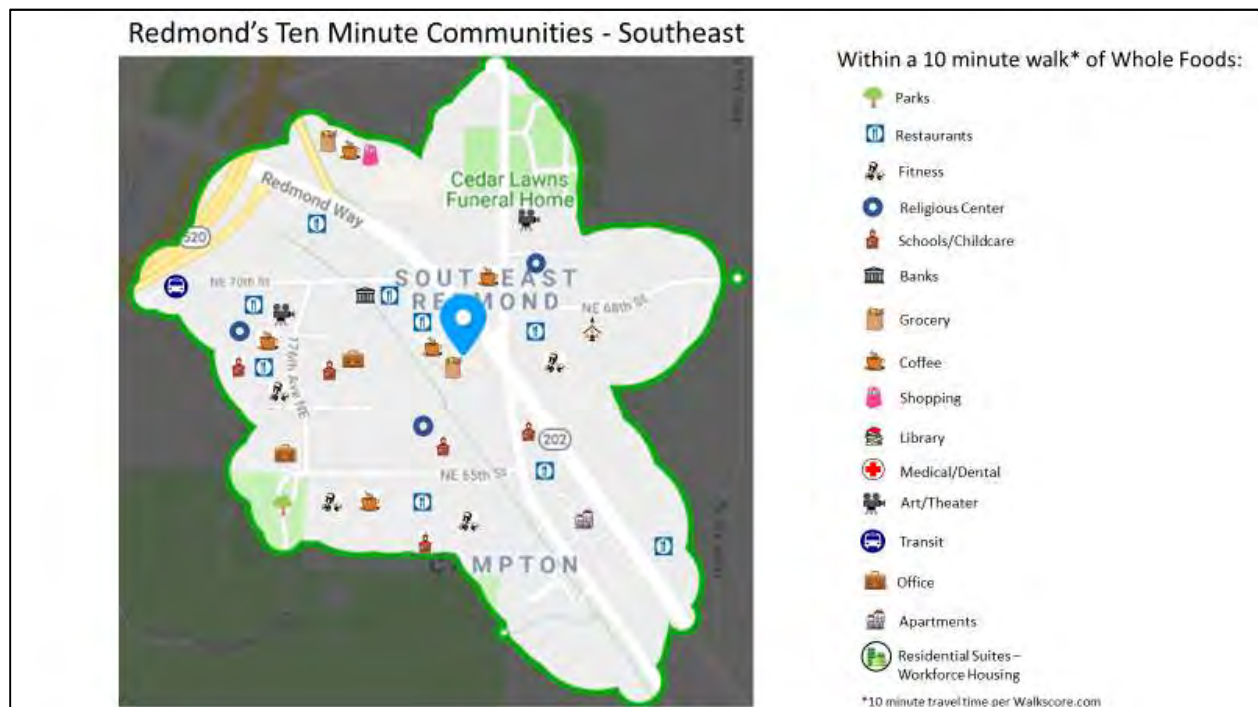 Redmond's Ten Minute Communities - Southeast
Within a 10 minute walk* of Whole Foods:
Parks
Restaurants
Fitness
Religious Center
Schools/Childcare
Banks
Grocery
Coffee
Shopping
Library
Medical/Dental
Art/Theater
Transit
Office
Apartments
Residential Suites –
Workforce Housing
*10 minute travel time per Walkscore.com
Redmond Way
Cedar Lawns
Funeral Home
520
NE 70th St
SOUTHEAST
REDMOND
NE 68th St
176th Ave NE
202
NE 65th St
CAMPTON